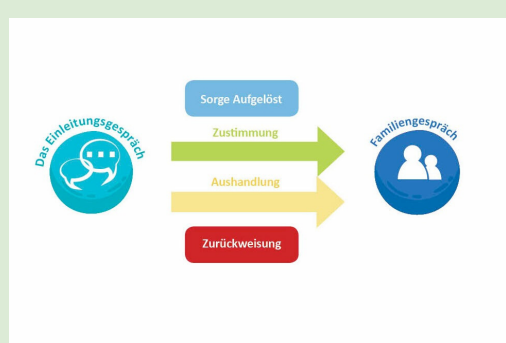 Das Einleitungsgespräch
Sorge Aufgelöst
Zustimmung
Aushandlung
Zurückweisung
Familiengespräch